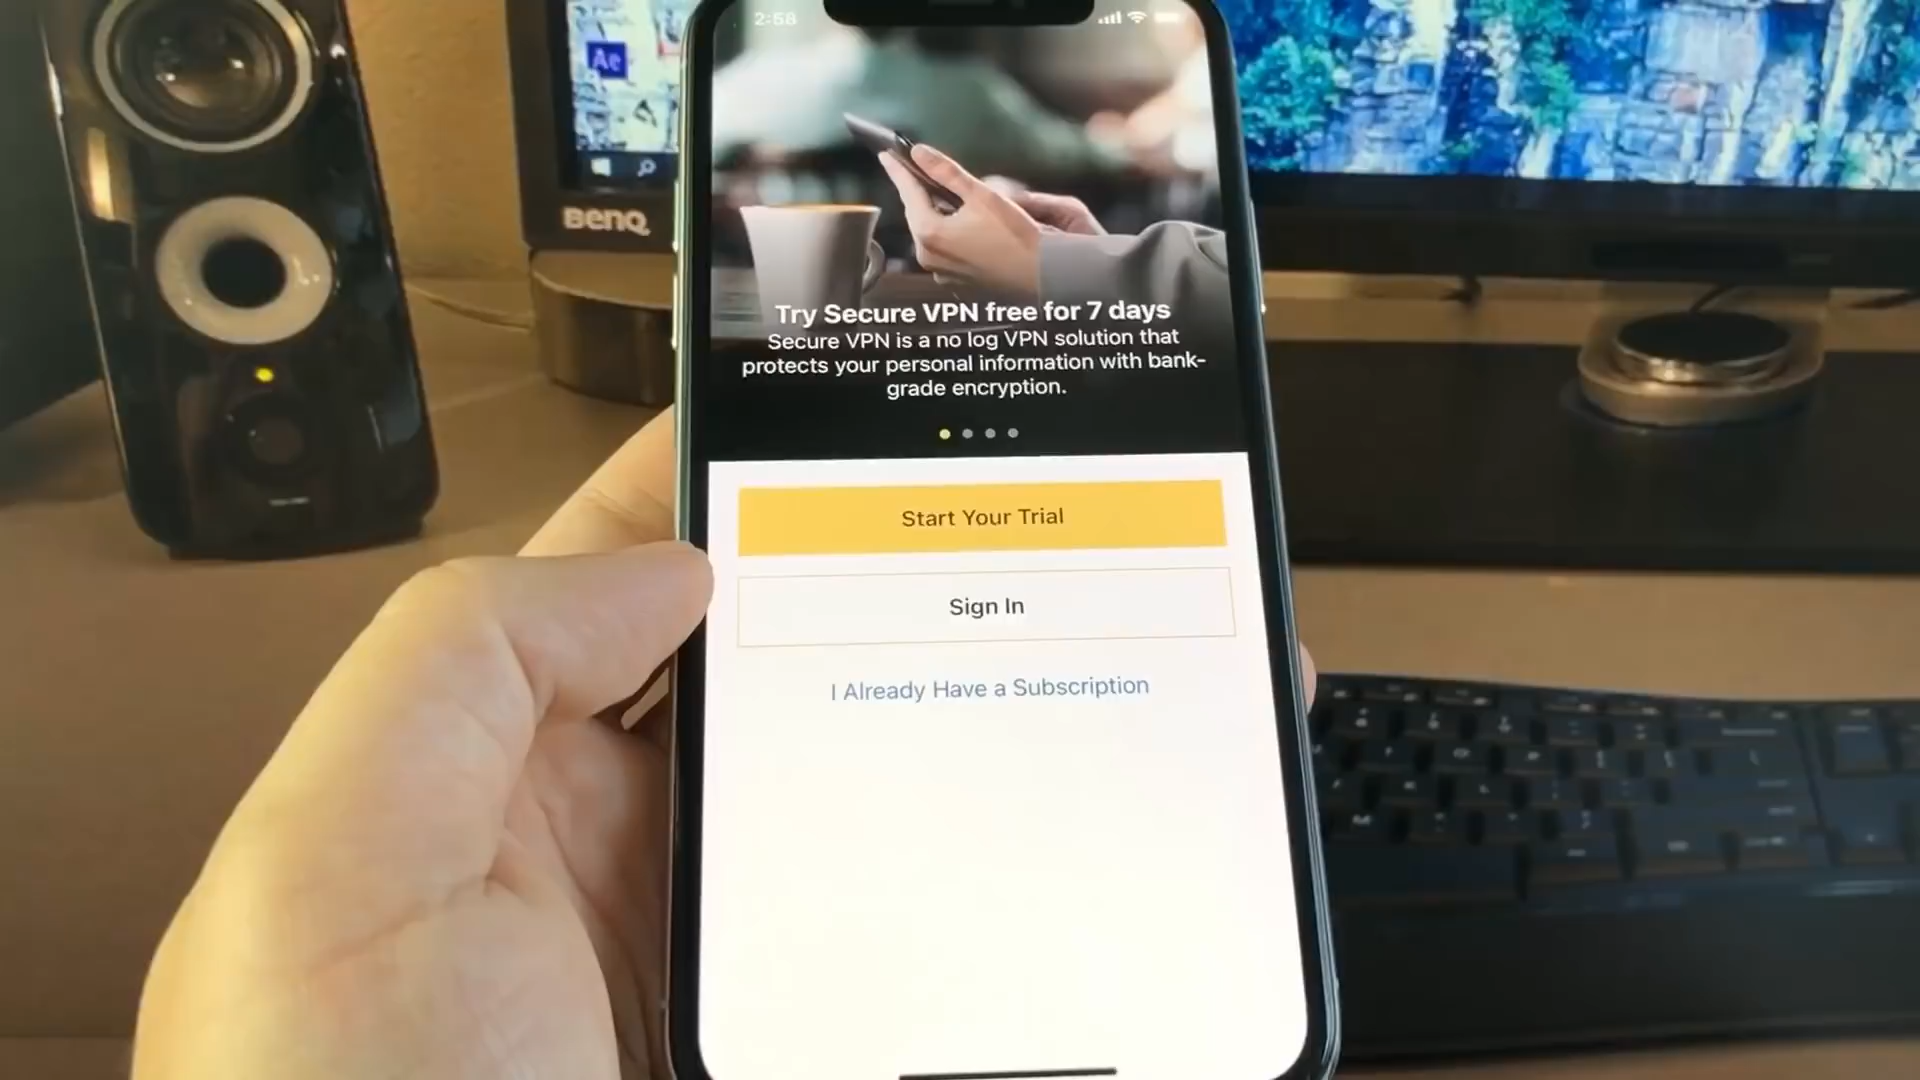 2:58
Ae
BenQ
Try Secure VPN free for 7 days
Secure VPN is a no log VPN solution that
protects your personal information with bank-
grade encryption.
Start Your Trial
Sign In
I Already Have a Subscription